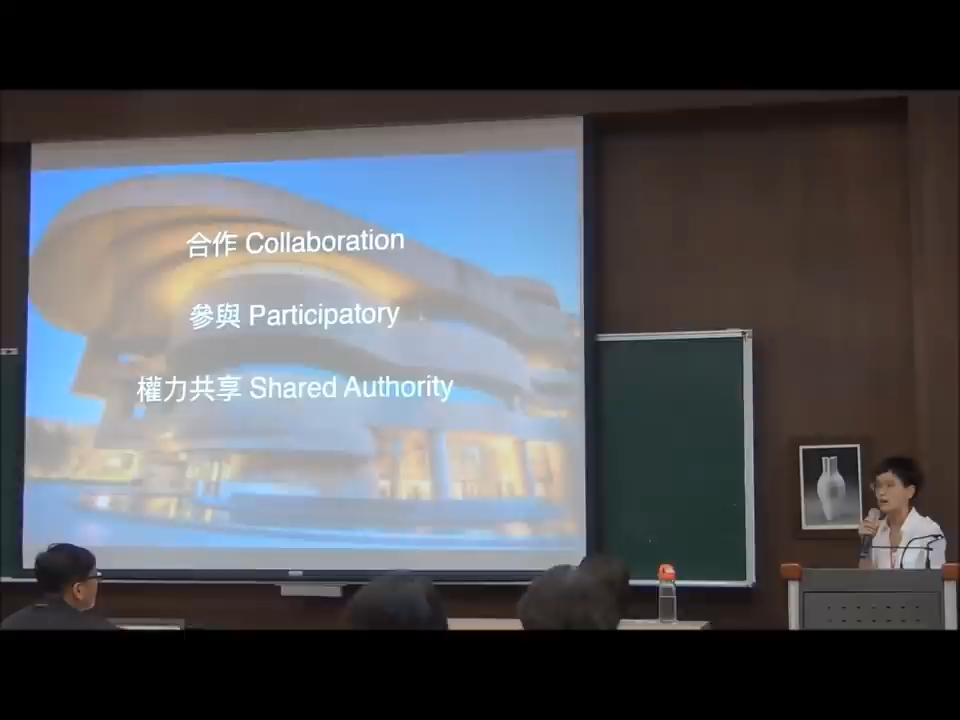 合作 Collaboration
參與 Participatory
權力共享 Shared Authority